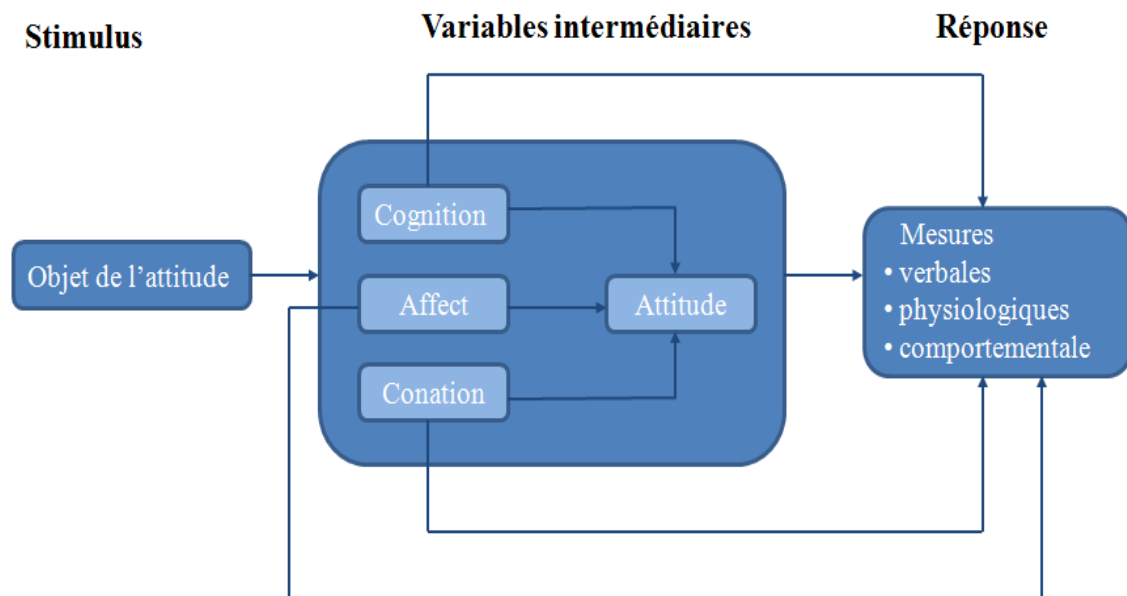 Stimulus
Variables intermédiaires
Réponse
Cognition
Objet de l’attitude
Affect
Attitude
Conation
Mesures
• verbales
• physiologiques
• comportementale